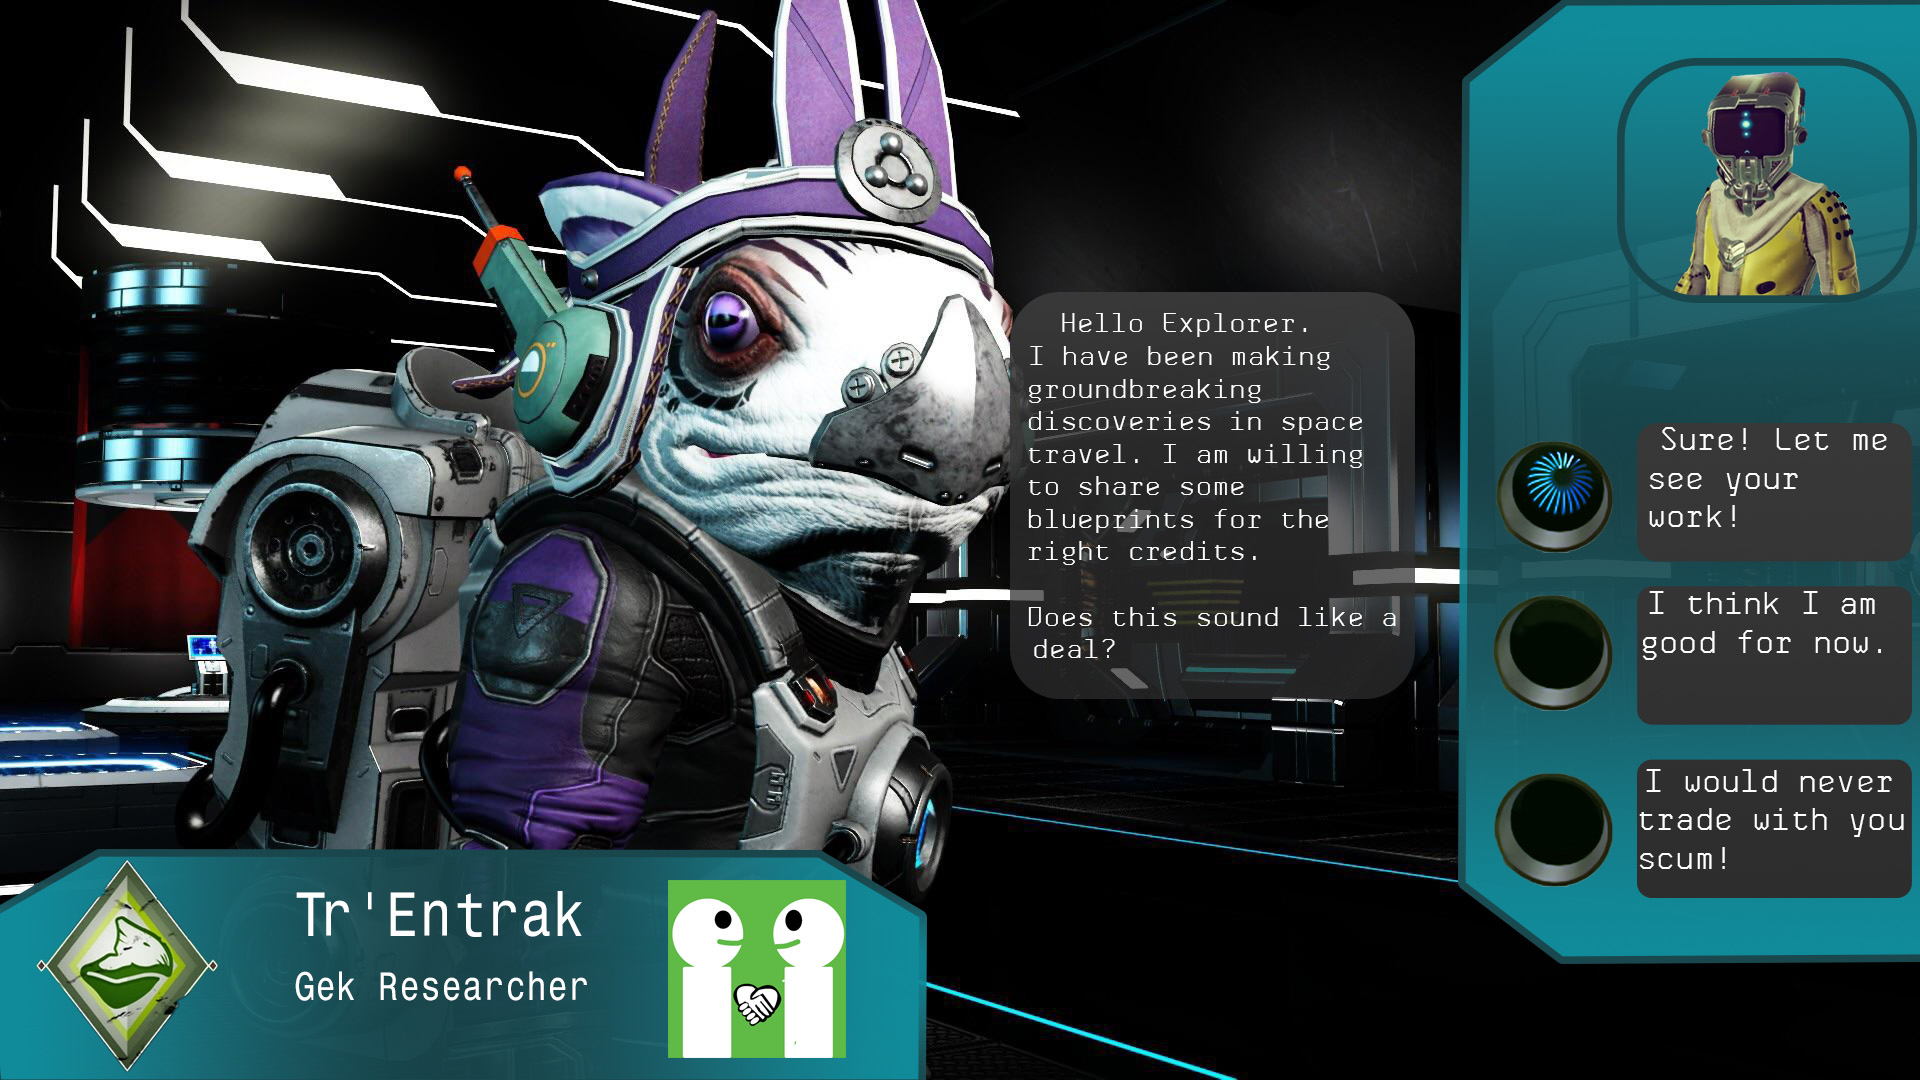 Hello Explorer.
I have been making
groundbreaking
discoveries in space
travel. I am willing
to share some
blueprints for the
right credits.
Does this sound like a
deal?
Sure! Let me
see your
work!
I think I am
good for now.
I would never
trade with you
scum!
Tr'Entrak
Gek Researcher